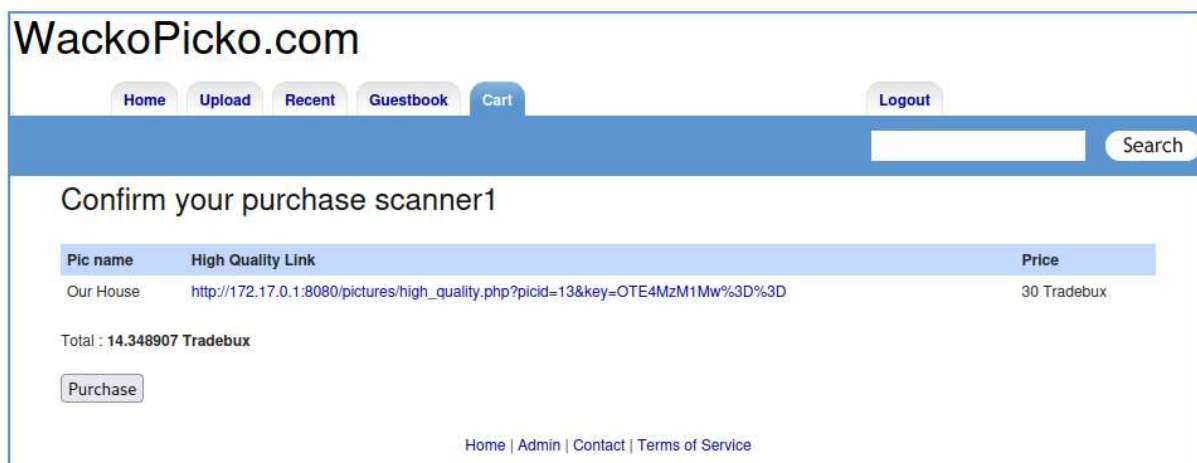 WackoPicko.com
Home Upload Recent Guestbook Cart Logout
Search
Confirm your purchase scanner1
Pic name High Quality Link Price
Our House http://172.17.0.1:8080/pictures/high_quality.php?picid=13&key=OTE4MzM1Mw%3D%3D 30 Tradebux
Total : 14.348907 Tradebux
Purchase
Home | Admin | Contact | Terms of Service